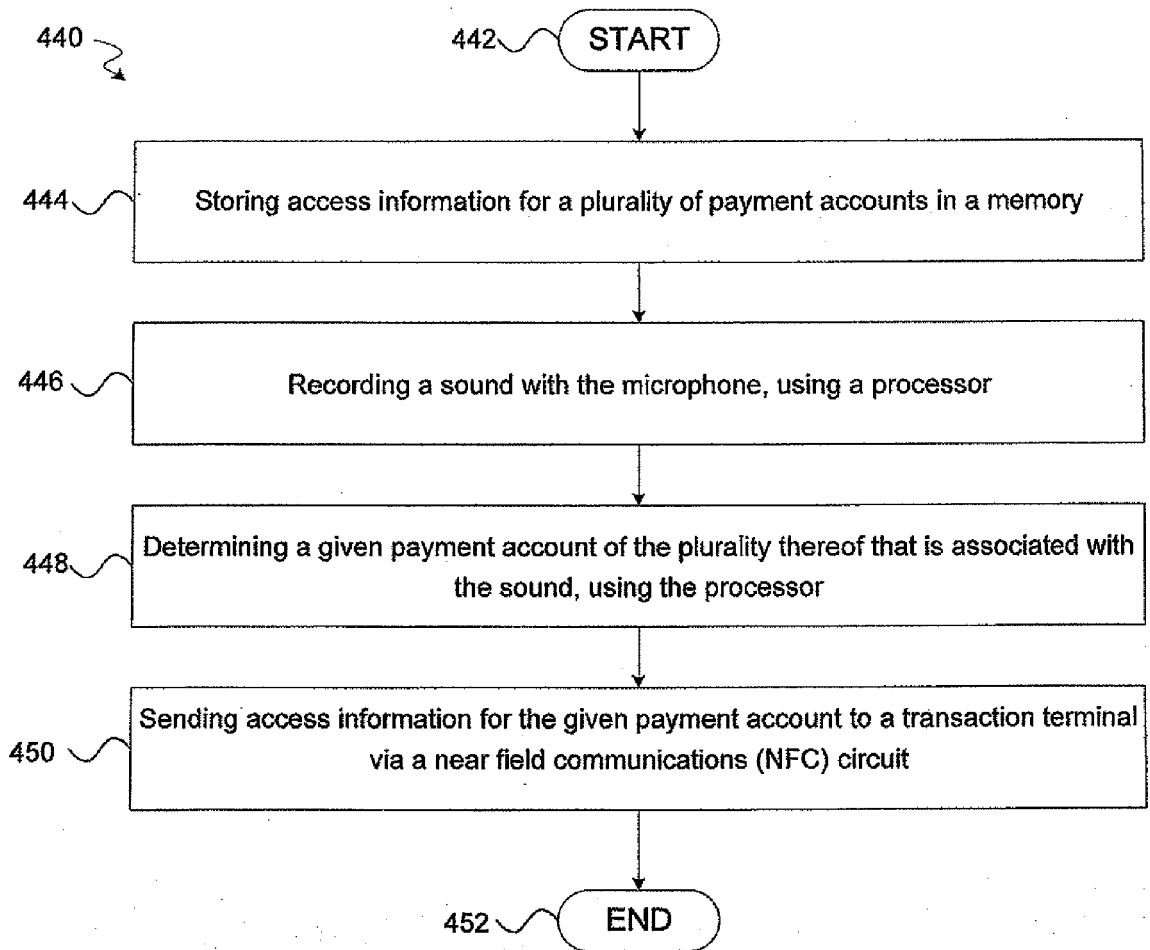 440
442
START
444
Storing access information for a plurality of payment accounts in a memory
446
Recording a sound with the microphone, using a processor
448
Determining a given payment account of the plurality thereof that is associated with
the sound, using the processor
450
Sending access information for the given payment account to a transaction terminal
via a near field communications (NFC) circuit
452
END